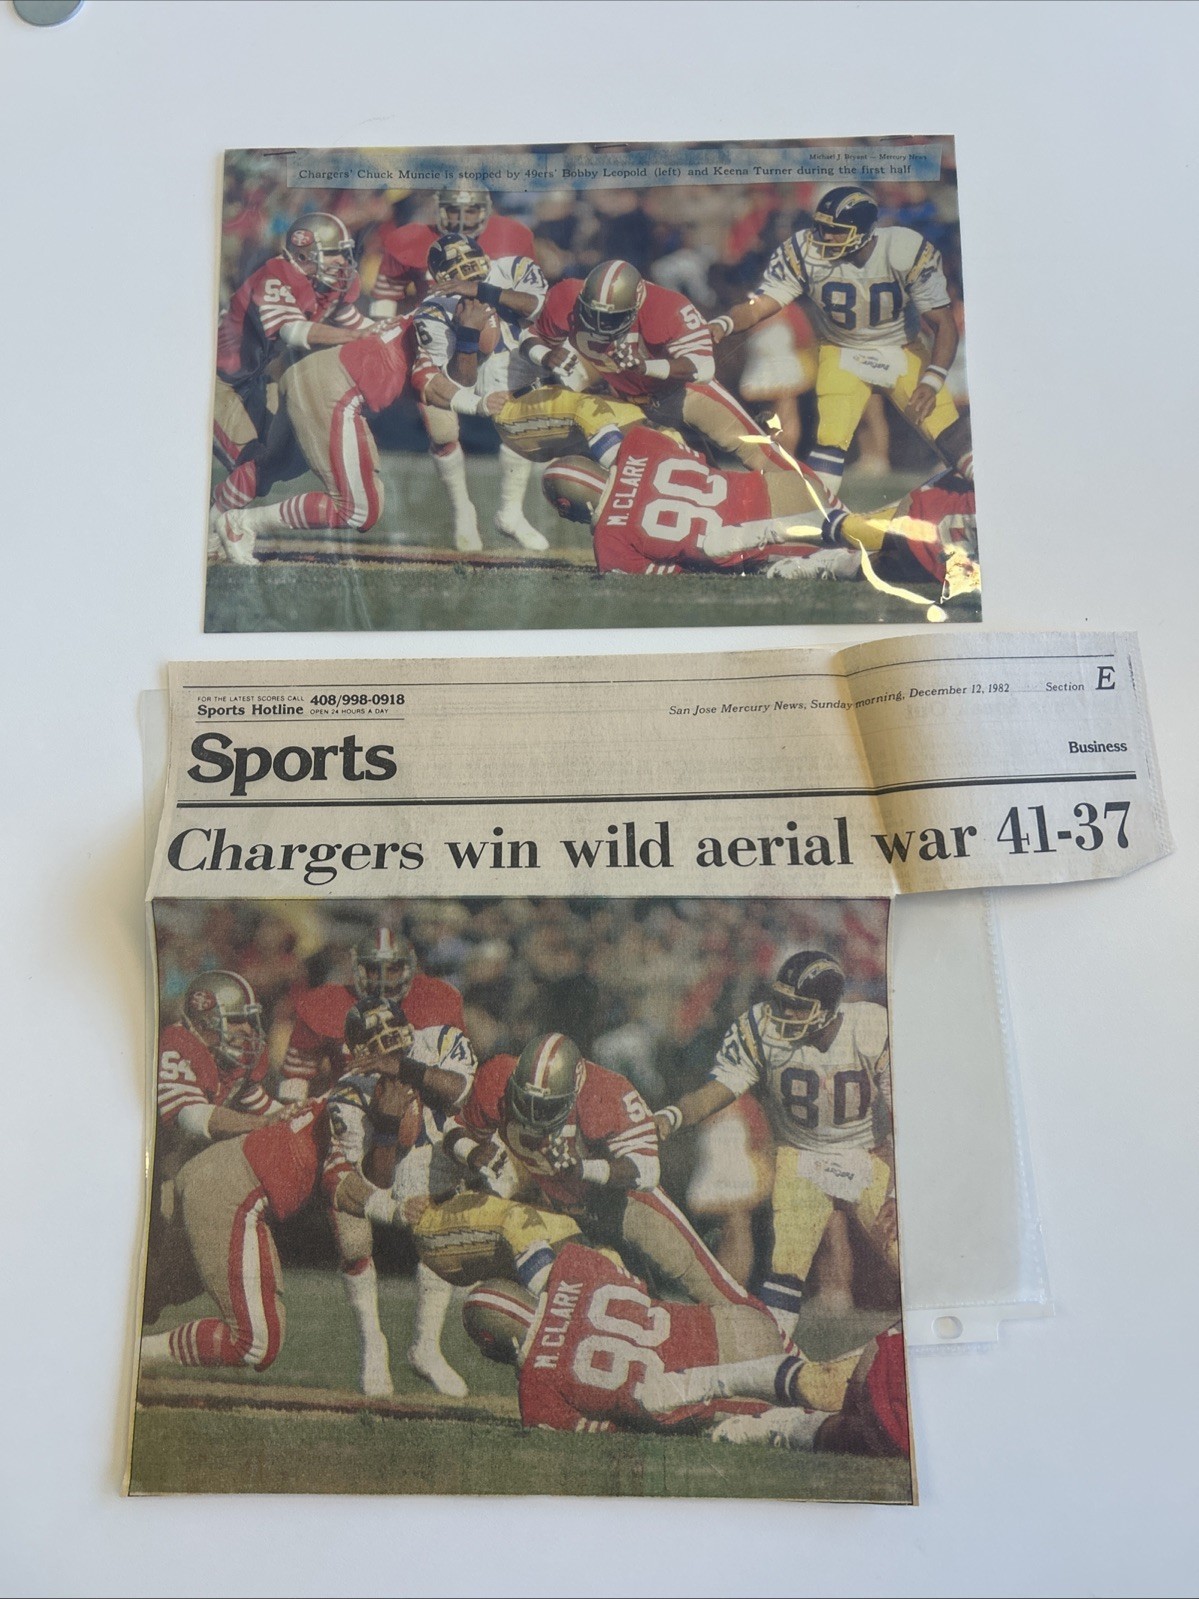 Michael J. Bryant — Mercury News
Chargers' Chuck Muncie is stopped by 49ers' Bobby Leopold (left) and Keena Turner during the first half
54
80
5
6
M. CLARK
90
FOR THE LATEST SCORES CALL 408/998-0918
Sports Hotline OPEN 24 HOURS A DAY
San Jose Mercury News, Sunday morning, December 12, 1982 Section E
Sports
Business
Chargers win wild aerial war 41-37
54
80
5
M. CLARK
90